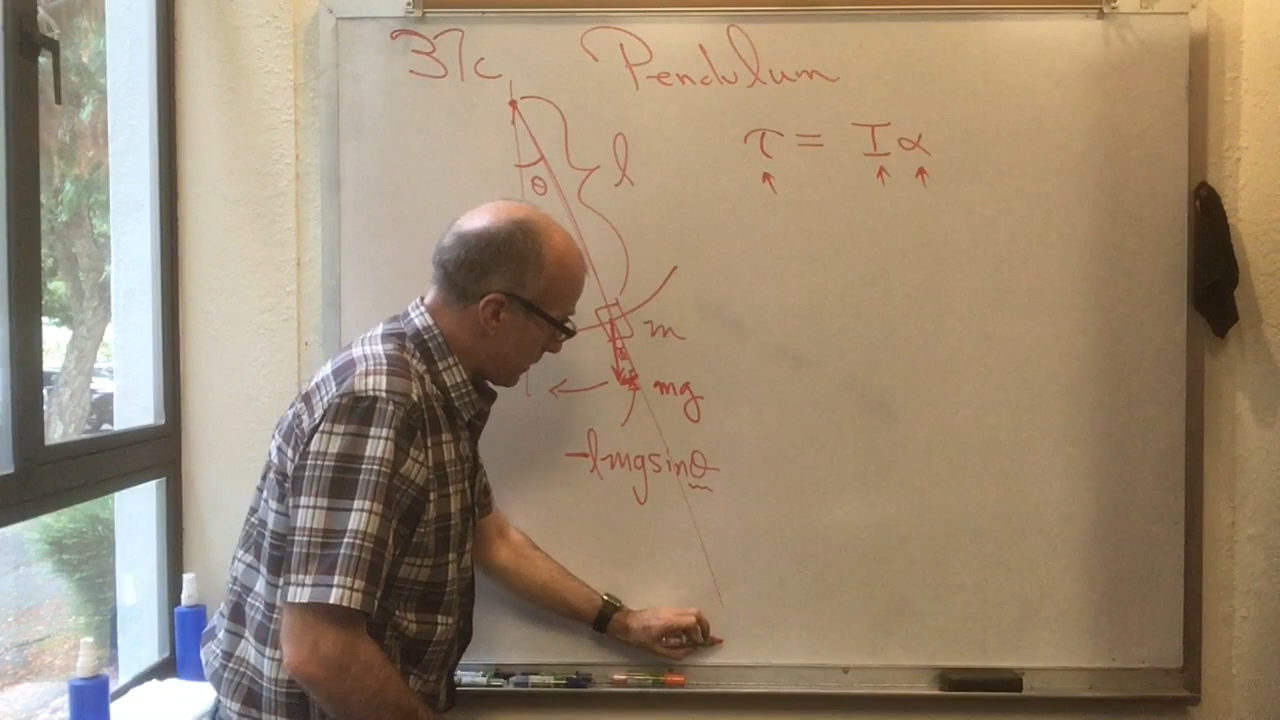 37c Pendulum
τ = Iα
θ
l
m
mg
-lmgsinθ